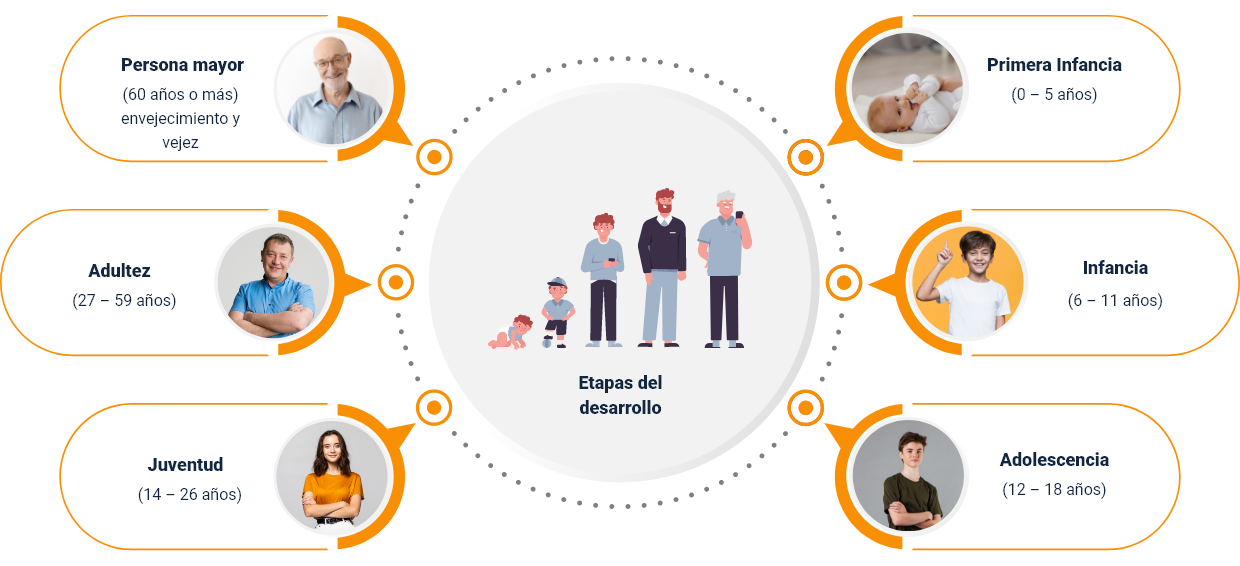 Persona mayor
(60 años o más)
envejecimiento y
vejez
Primera Infancia
(0 – 5 años)
Adultez
(27 – 59 años)
Infancia
(6 – 11 años)
Etapas del
desarrollo
Juventud
(14 – 26 años)
Adolescencia
(12 – 18 años)